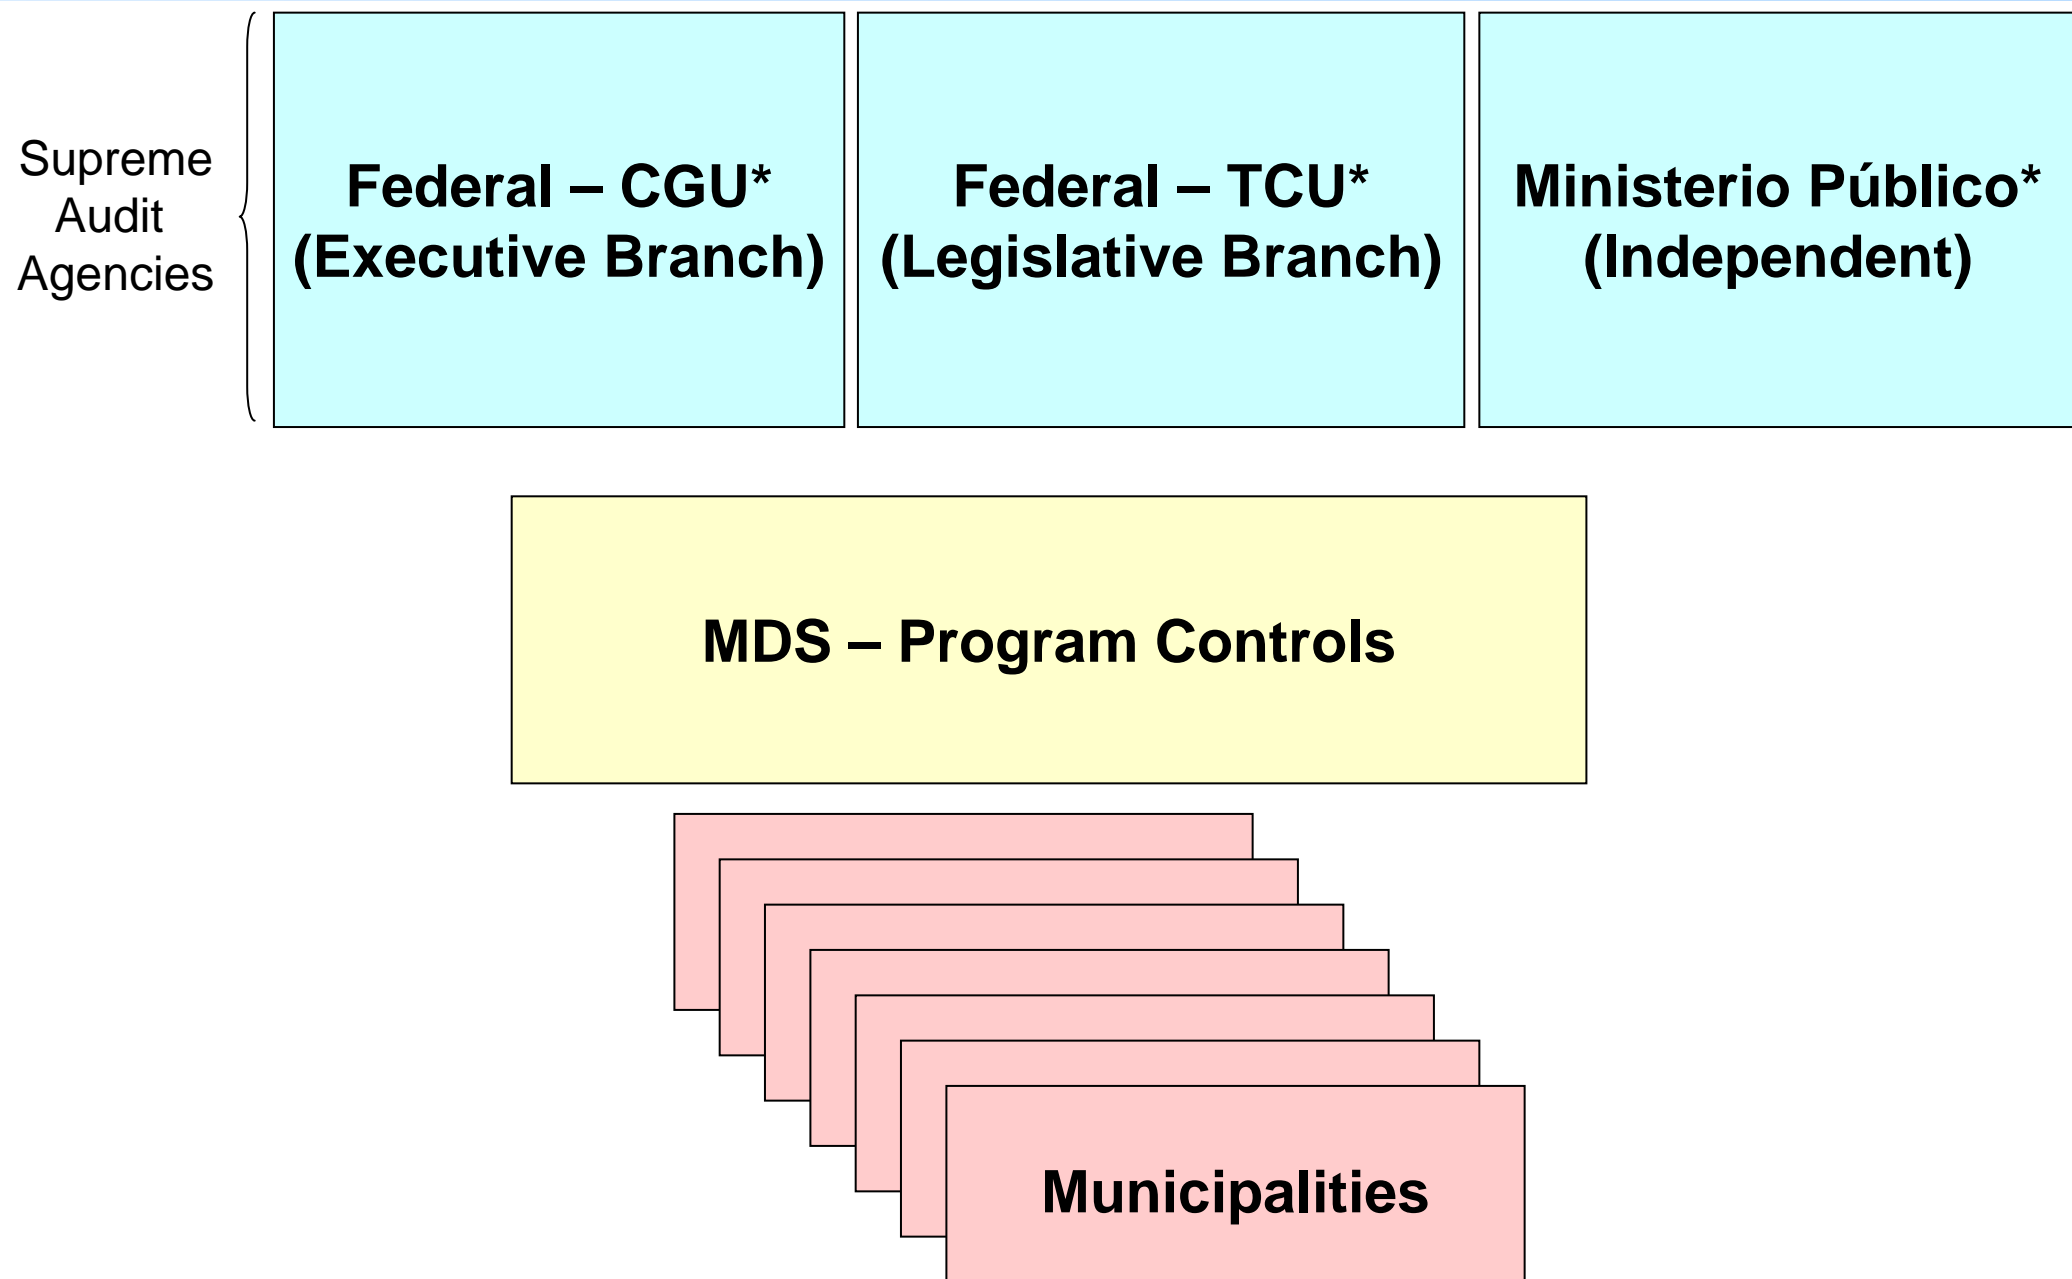 Supreme
Audit
Agencies
Federal – CGU*
(Executive Branch)
Federal – TCU*
(Legislative Branch)
Ministerio Público*
(Independent)
MDS – Program Controls
Municipalities